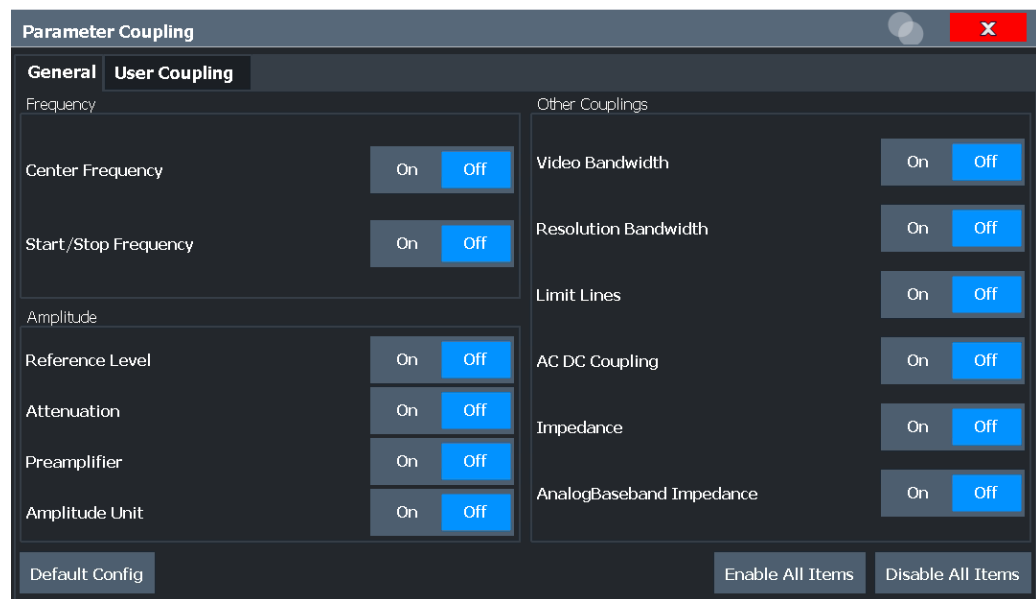 Parameter Coupling
X
General User Coupling
Frequency
Center Frequency On Off
Start/Stop Frequency On Off
Amplitude
Reference Level On Off
Attenuation On Off
Preamplifier On Off
Amplitude Unit On Off
Other Couplings
Video Bandwidth On Off
Resolution Bandwidth On Off
Limit Lines On Off
AC DC Coupling On Off
Impedance On Off
AnalogBaseband Impedance On Off
Default Config Enable All Items Disable All Items